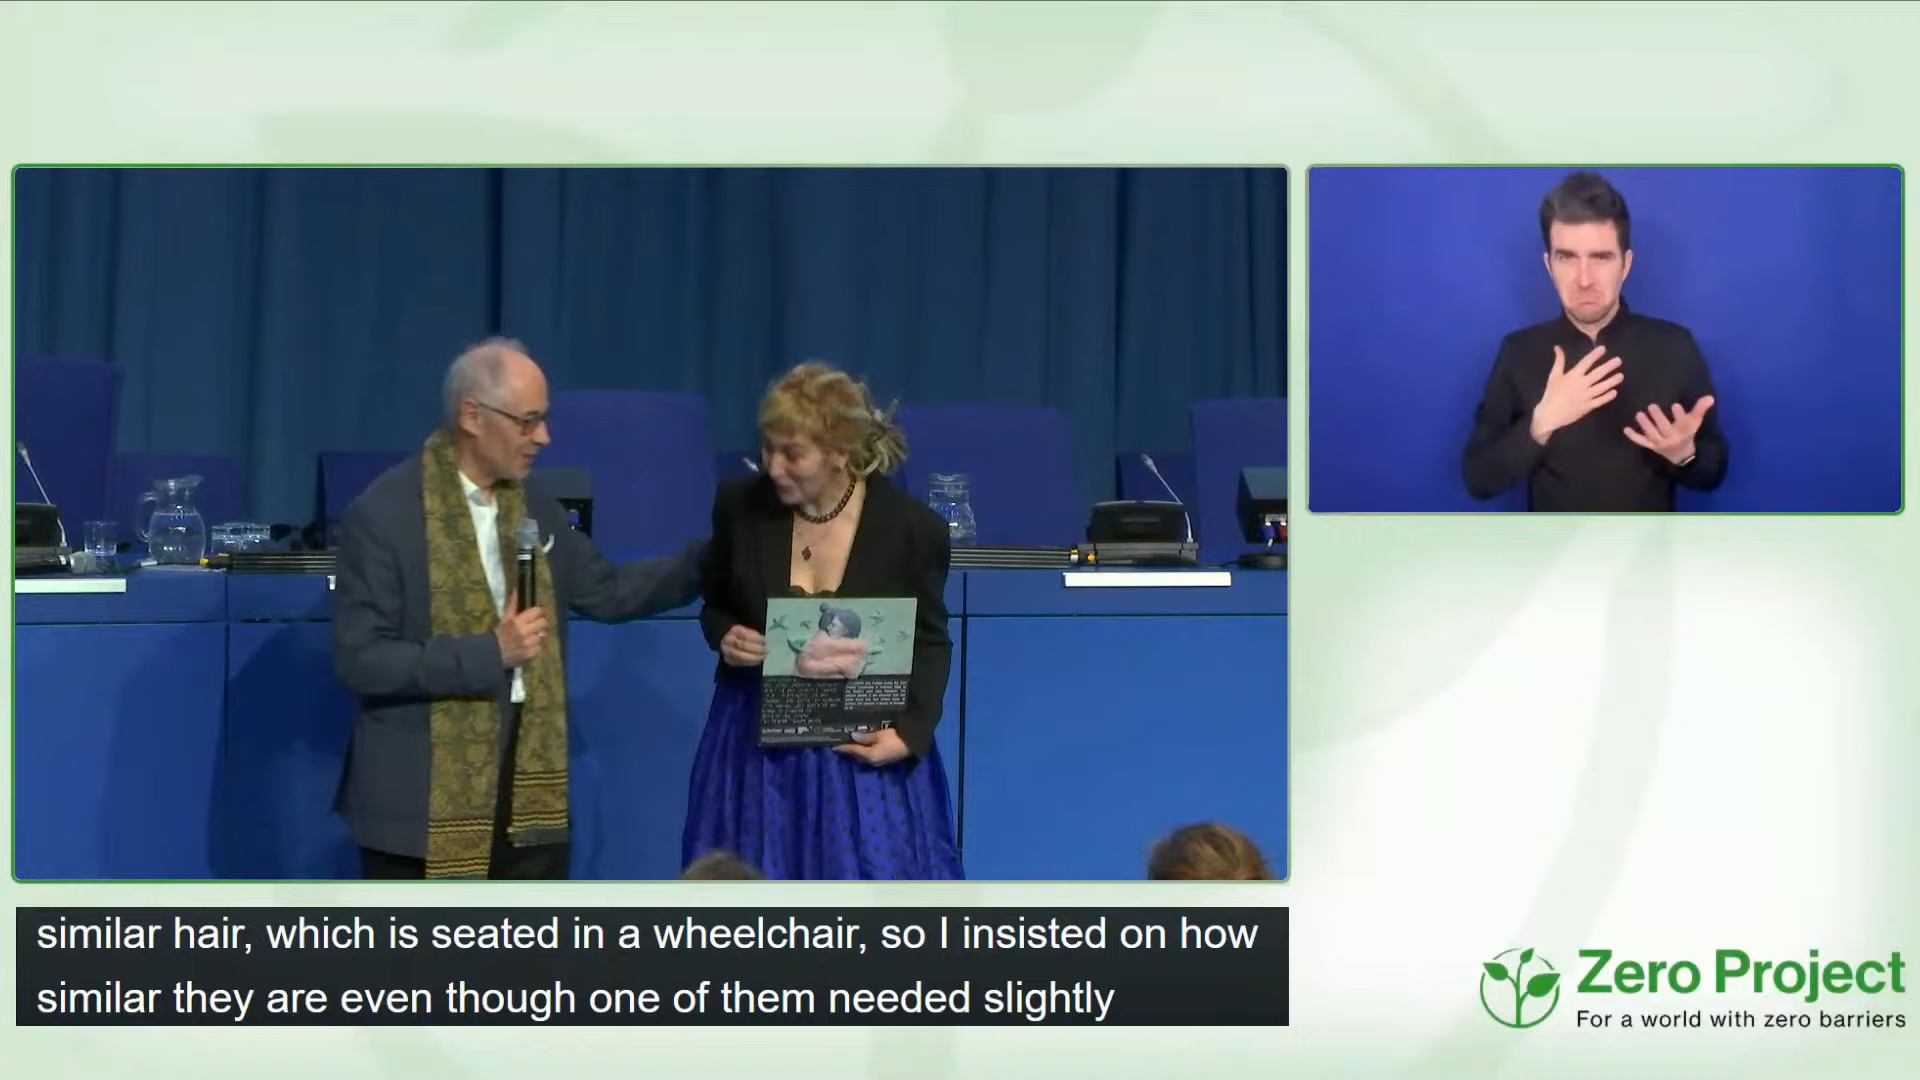 similar hair, which is seated in a wheelchair, so I insisted on how
similar they are even though one of them needed slightly
Zero Project
For a world with zero barriers